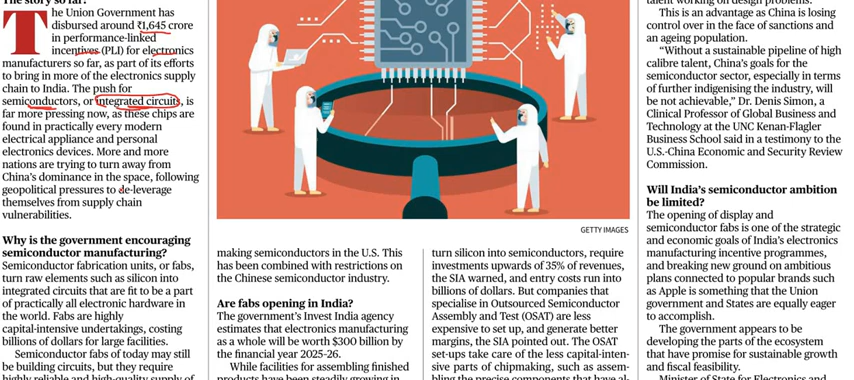 The story so far:
The Union Government has
disbursed around ₹1,645 crore
in performance-linked
incentives (PLI) for electronics
manufacturers so far, as part of its efforts
to bring in more of the electronics supply
chain to India. The push for
semiconductors, or integrated circuits, is
far more pressing now, as these chips are
found in practically every modern
electrical appliance and personal
electronics devices. More and more
nations are trying to turn away from
China's dominance in the space, following
geopolitical pressures to de-leverage
themselves from supply chain
vulnerabilities.
Why is the government encouraging
semiconductor manufacturing?
Semiconductor fabrication units, or fabs,
turn raw elements such as silicon into
integrated circuits that are fit to be a part
of practically all electronic hardware in
the world. Fabs are highly
capital-intensive undertakings, costing
billions of dollars for large facilities.
Semiconductor fabs of today may still
be building circuits, but they require
highly reliable and high-quality supply of
GETTY IMAGES
making semiconductors in the U.S. This
has been combined with restrictions on
the Chinese semiconductor industry.
Are fabs opening in India?
The government's Invest India agency
estimates that electronics manufacturing
as a whole will be worth $300 billion by
the financial year 2025-26.
While facilities for assembling finished
products have been steadily growing in
turn silicon into semiconductors, require
investments upwards of 35% of revenues,
the SIA warned, and entry costs run into
billions of dollars. But companies that
specialise in Outsourced Semiconductor
Assembly and Test (OSAT) are less
expensive to set up, and generate better
margins, the SIA pointed out. The OSAT
set-ups take care of the less capital-inten-
sive parts of chipmaking, such as assem-
bling the precise components that have al-
talent working on design problems.
This is an advantage as China is losing
control over in the face of sanctions and
an ageing population.
"Without a sustainable pipeline of high
calibre talent, China's goals for the
semiconductor sector, especially in terms
of further indigenising the industry, will
be not achievable," Dr. Denis Simon, a
Clinical Professor of Global Business and
Technology at the UNC Kenan-Flagler
Business School said in a testimony to the
U.S.-China Economic and Security Review
Commission.
Will India's semiconductor ambition
be limited?
The opening of display and
semiconductor fabs is one of the strategic
and economic goals of India's electronics
manufacturing incentive programmes,
and breaking new ground on ambitious
plans connected to popular brands such
as Apple is something that the Union
government and States are equally eager
to accomplish.
The government appears to be
developing the parts of the ecosystem
that have promise for sustainable growth
and fiscal feasibility.
Minister of State for Electronics and